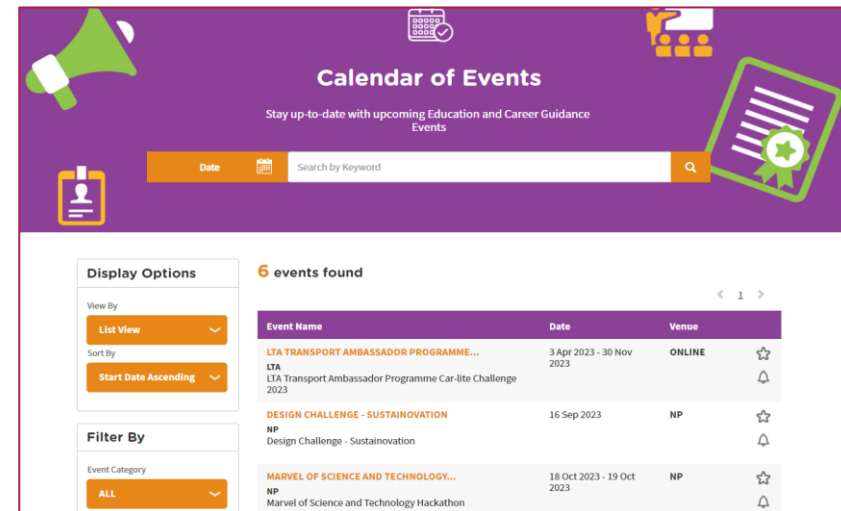 Calendar of Events
Stay up-to-date with upcoming Education and Career Guidance
Events
Date
Search by Keyword
Display Options
View By
List View
Sort By
Start Date Ascending
Filter By
Event Category
ALL
6 events found
< 1 >
Event Name Date Venue
LTA TRANSPORT AMBASSADOR PROGRAMME... 3 Apr 2023 - 30 Nov ONLINE
LTA 2023
LTA Transport Ambassador Programme Car-lite Challenge
2023
DESIGN CHALLENGE - SUSTAINOVATION 16 Sep 2023 NP
NP
Design Challenge - Sustainovation
MARVEL OF SCIENCE AND TECHNOLOGY... 18 Oct 2023 - 19 Oct NP
NP 2023
Marvel of Science and Technology Hackathon